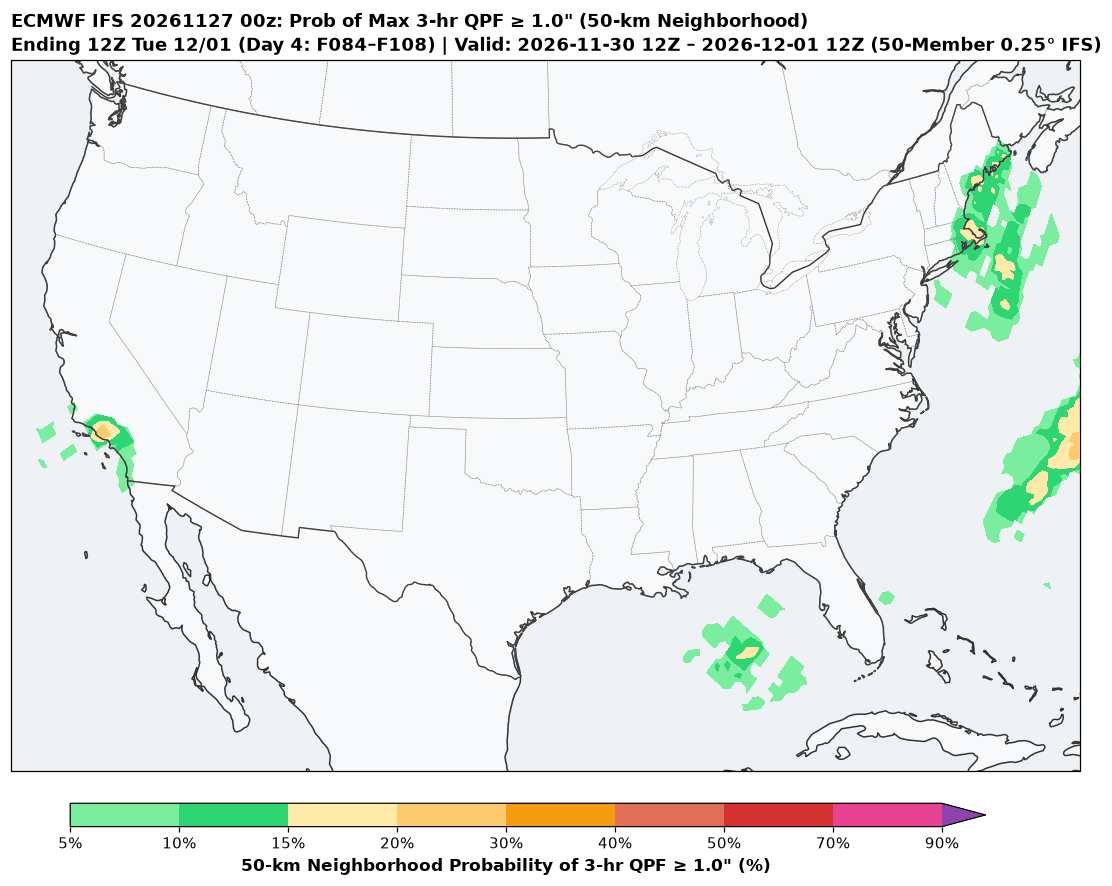 ECMWF IFS 20261127 00z: Prob of Max 3-hr QPF ≥ 1.0" (50-km Neighborhood)
Ending 12Z Tue 12/01 (Day 4: F084–F108) | Valid: 2026-11-30 12Z – 2026-12-01 12Z (50-Member 0.25° IFS)
5% 10% 15% 20% 30% 40% 50% 70% 90%
50-km Neighborhood Probability of 3-hr QPF ≥ 1.0" (%)